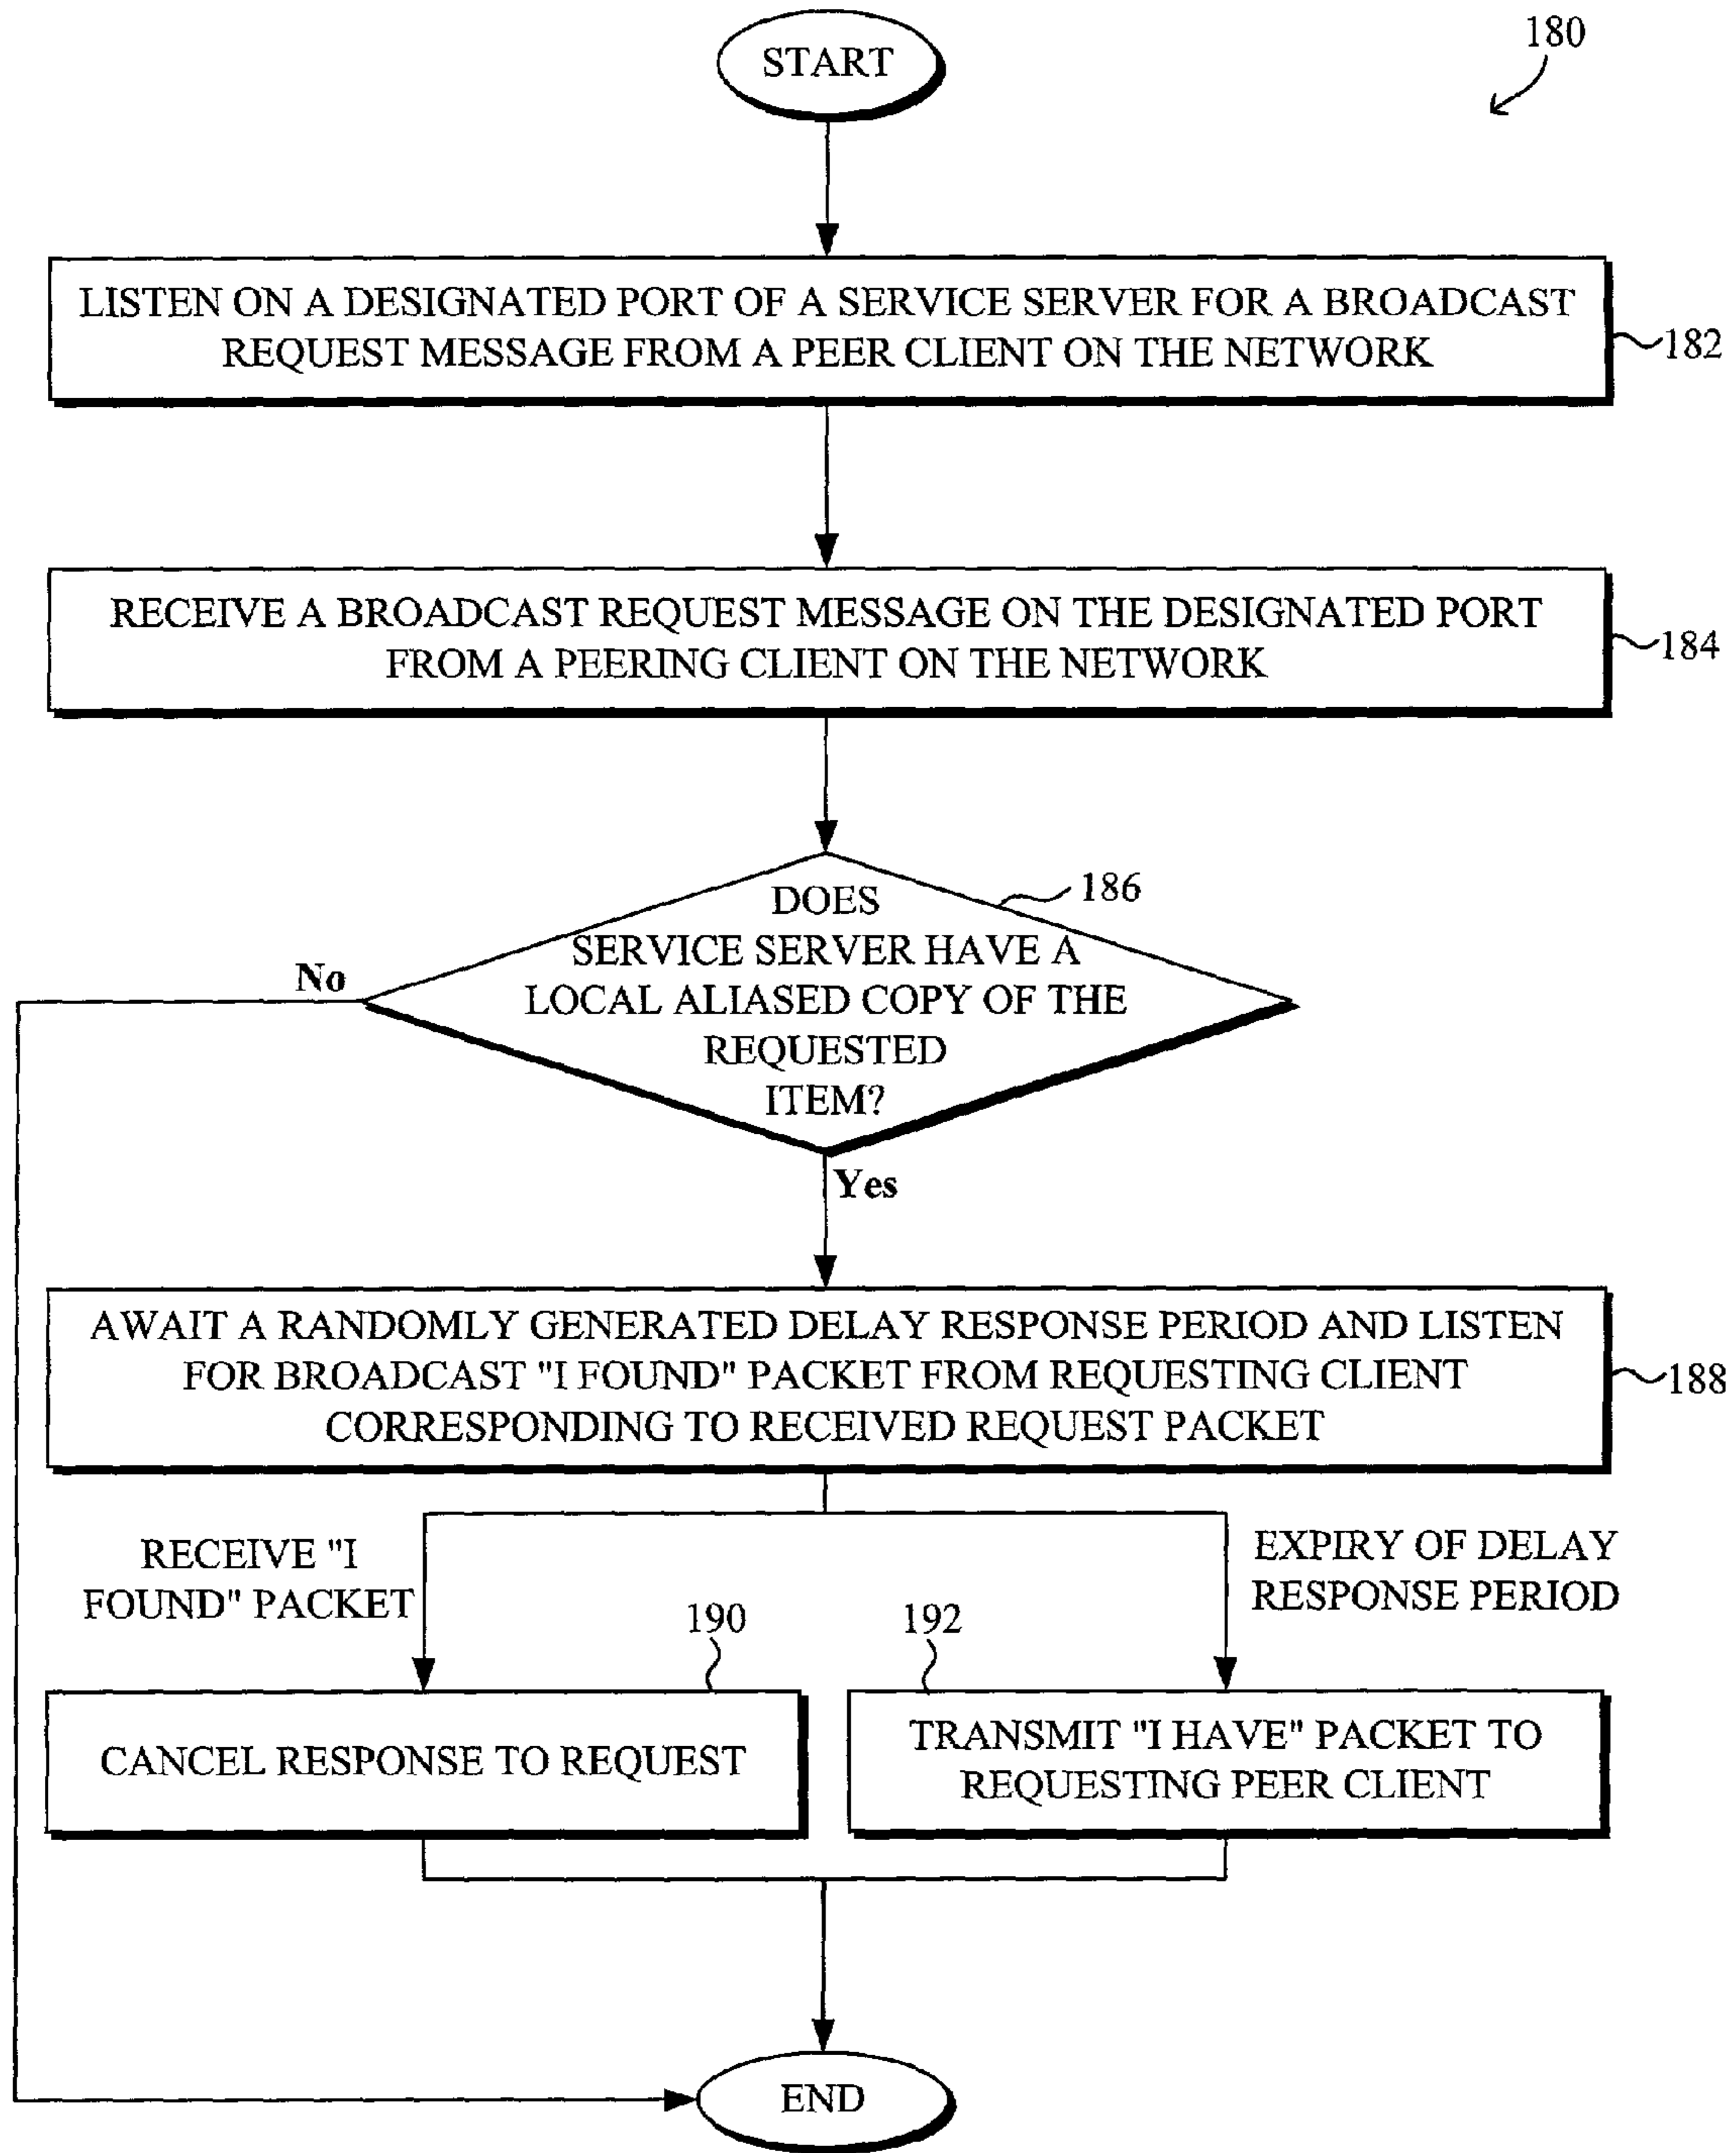 START
180
LISTEN ON A DESIGNATED PORT OF A SERVICE SERVER FOR A BROADCAST
REQUEST MESSAGE FROM A PEER CLIENT ON THE NETWORK
182
RECEIVE A BROADCAST REQUEST MESSAGE ON THE DESIGNATED PORT
FROM A PEERING CLIENT ON THE NETWORK
184
DOES
SERVICE SERVER HAVE A
LOCAL ALIASED COPY OF THE
REQUESTED
ITEM?
186
No
Yes
AWAIT A RANDOMLY GENERATED DELAY RESPONSE PERIOD AND LISTEN
FOR BROADCAST "I FOUND" PACKET FROM REQUESTING CLIENT
CORRESPONDING TO RECEIVED REQUEST PACKET
188
RECEIVE "I
FOUND" PACKET
EXPIRY OF DELAY
RESPONSE PERIOD
190
192
CANCEL RESPONSE TO REQUEST
TRANSMIT "I HAVE" PACKET TO
REQUESTING PEER CLIENT
END